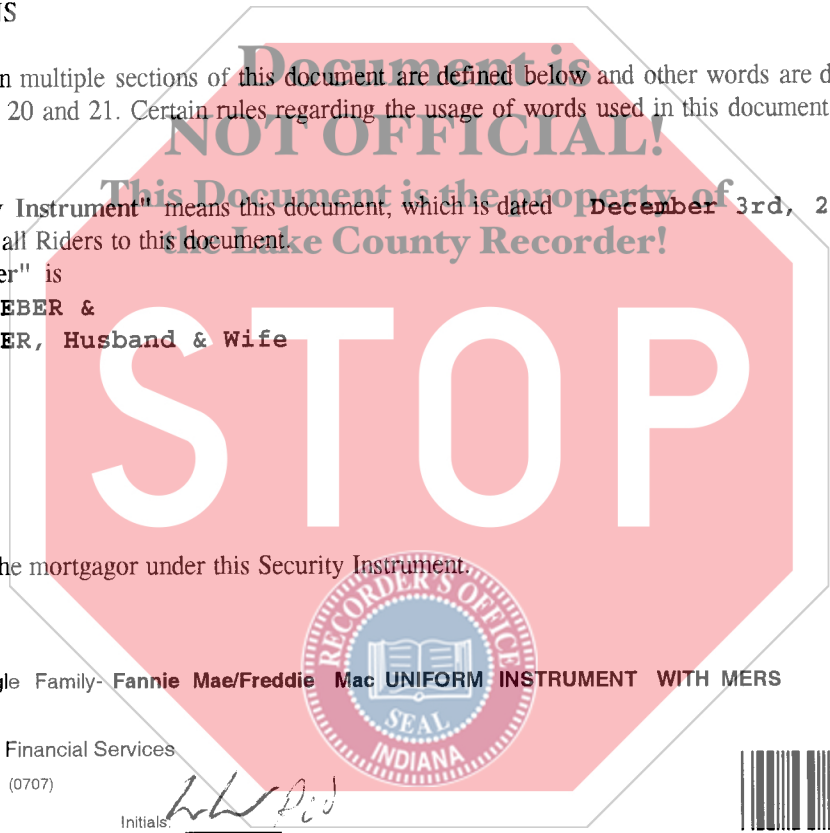 NS
Document is
n multiple sections of this document are defined below and other words are d
20 and 21. Certain rules regarding the usage of words used in this document
NOT OFFICIAL!
This Document is the property of
Instrument" means this document, which is dated December 3rd, 2
all Riders to this document.
the Lake County Recorder!
er" is
EBER &
ER, Husband & Wife
STOP
he mortgagor under this Security Instrument.
RECORDER'S OFFICE
SEAL
INDIANA
gle Family- Fannie Mae/Freddie Mac UNIFORM INSTRUMENT WITH MERS
Financial Services
(0707)
Initials: